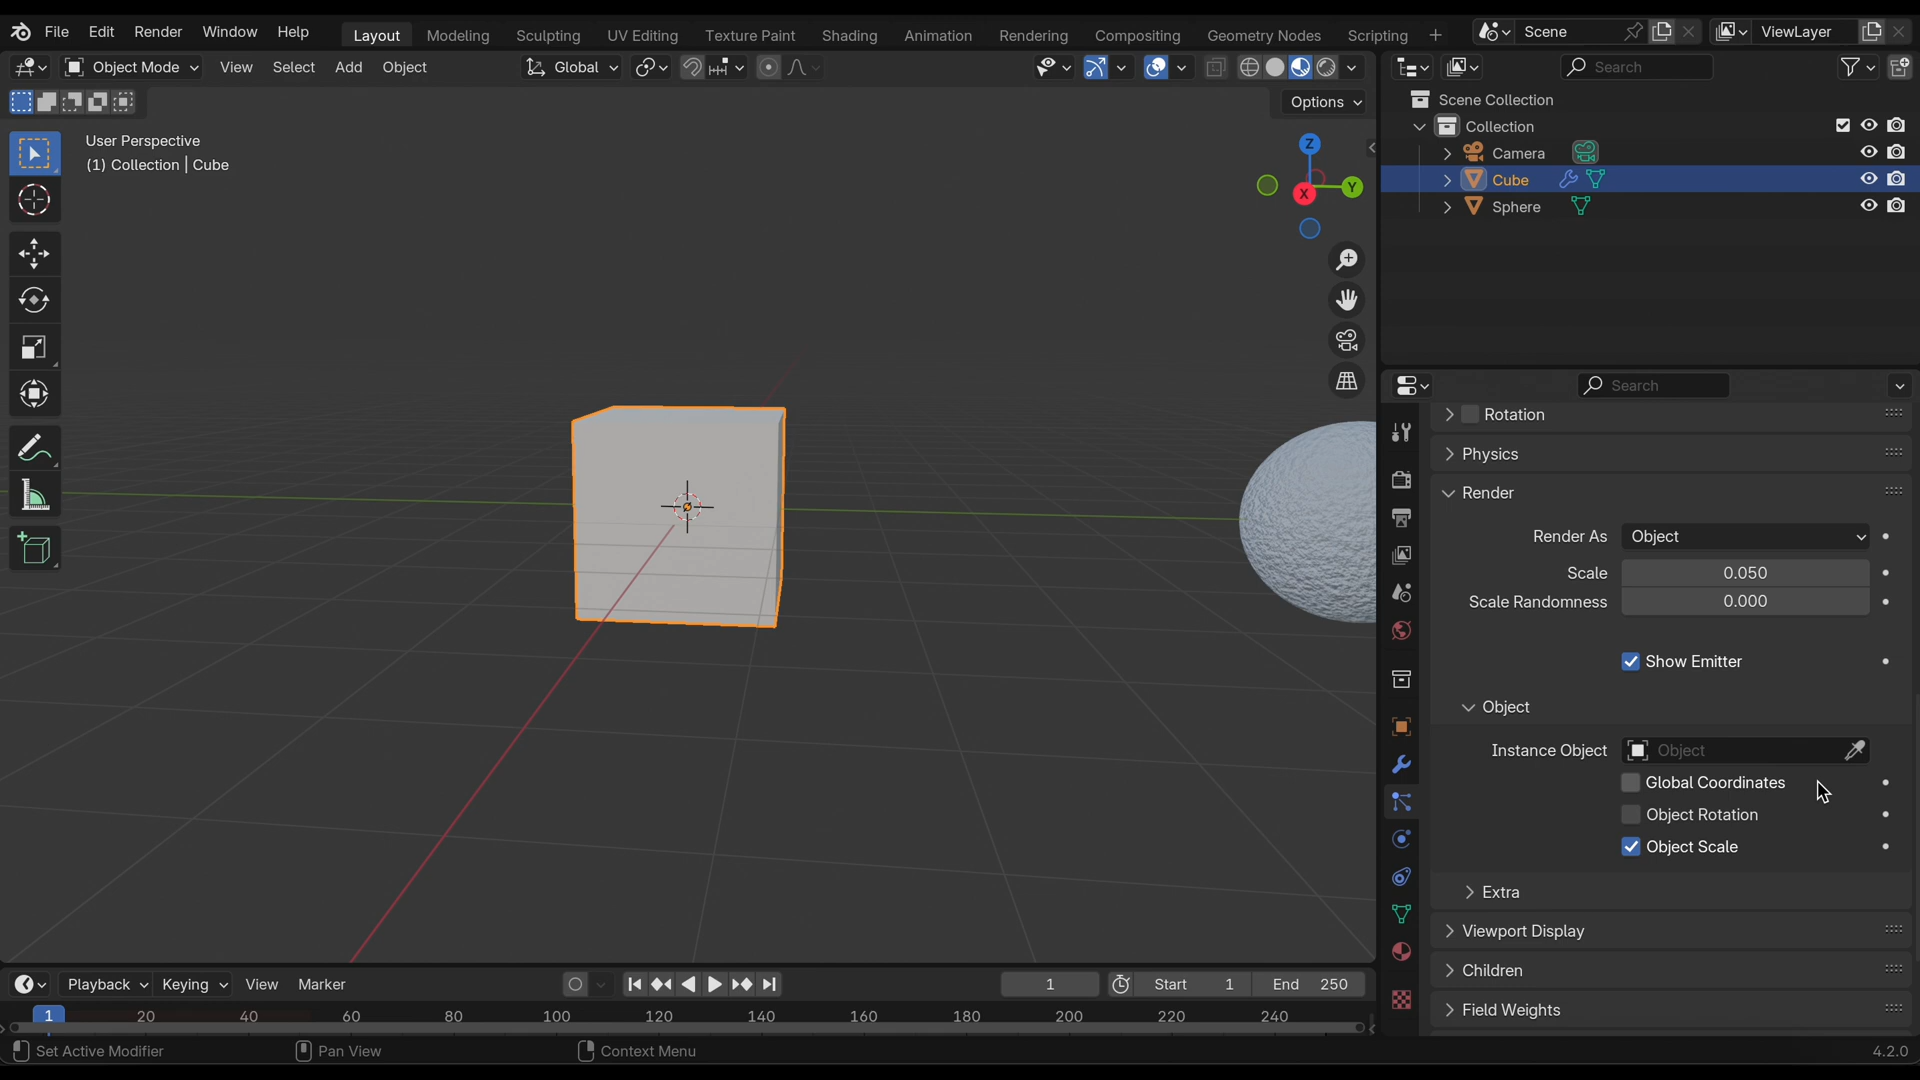 File Edit Render Window Help Layout Modeling Sculpting UV Editing Texture Paint Shading Animation Rendering Compositing Geometry Nodes Scripting + Scene ViewLayer
Object Mode View Select Add Object Global Search
Options
User Perspective
(1) Collection | Cube
Z
Y
X
Scene Collection
Collection
Camera
Cube
Sphere
Search
Rotation
Physics
Render
Render As Object
Scale 0.050
Scale Randomness 0.000
Show Emitter
Object
Instance Object Object
Global Coordinates
Object Rotation
Object Scale
Extra
Viewport Display
Children
Field Weights
Playback Keying View Marker 1 Start 1 End 250
1 20 40 60 80 100 120 140 160 180 200 220 240
Set Active Modifier Pan View Context Menu 4.2.0